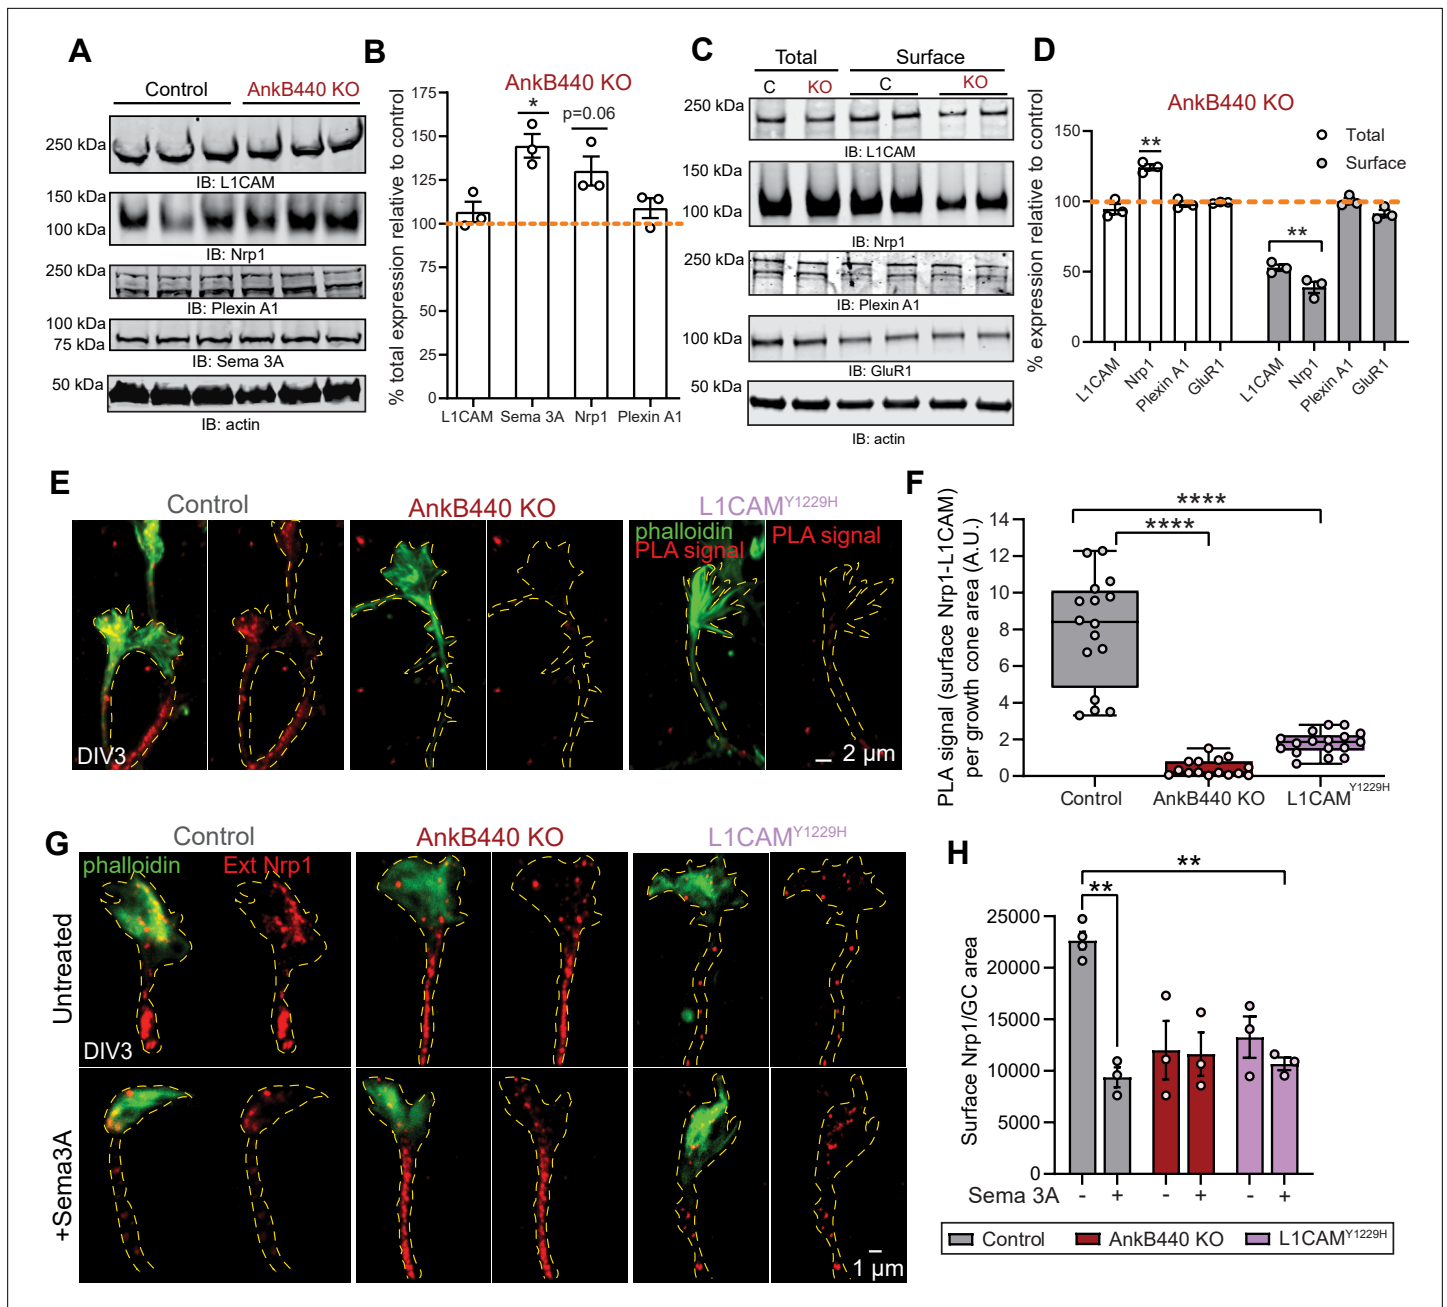 A
Control
AnkB440 KO
250 kDa
IB: L1CAM
150 kDa
100 kDa
IB: Nrp1
250 kDa
IB: Plexin A1
100 kDa
75 kDa
IB: Sema 3A
50 kDa
IB: actin
B
AnkB440 KO
% total expression relative to control
175
150
125
100
75
50
25
0
*
p=0.06
L1CAM
Sema 3A
Nrp1
Plexin A1
C
Total
Surface
C
KO
C
KO
250 kDa
IB: L1CAM
150 kDa
100 kDa
IB: Nrp1
250 kDa
IB: Plexin A1
100 kDa
IB: GluR1
50 kDa
IB: actin
D
AnkB440 KO
% expression relative to control
150
100
50
0
Total
Surface
**
**
L1CAM
Nrp1
Plexin A1
GluR1
L1CAM
Nrp1
Plexin A1
GluR1
E
Control
AnkB440 KO
L1CAMY1229H
phalloidin
PLA signal
PLA signal
DIV3
2 µm
F
PLA signal (surface Nrp1-L1CAM)
per growth cone area (A.U.)
14
12
10
8
6
4
2
0
****
****
Control
AnkB440 KO
L1CAMY1229H
G
Control
AnkB440 KO
L1CAMY1229H
phalloidin
Ext Nrp1
Untreated
DIV3
+Sema3A
1 µm
H
Surface Nrp1/GC area
25000
20000
15000
10000
5000
0
**
**
Sema 3A - + - + - +
Control
AnkB440 KO
L1CAMY1229H